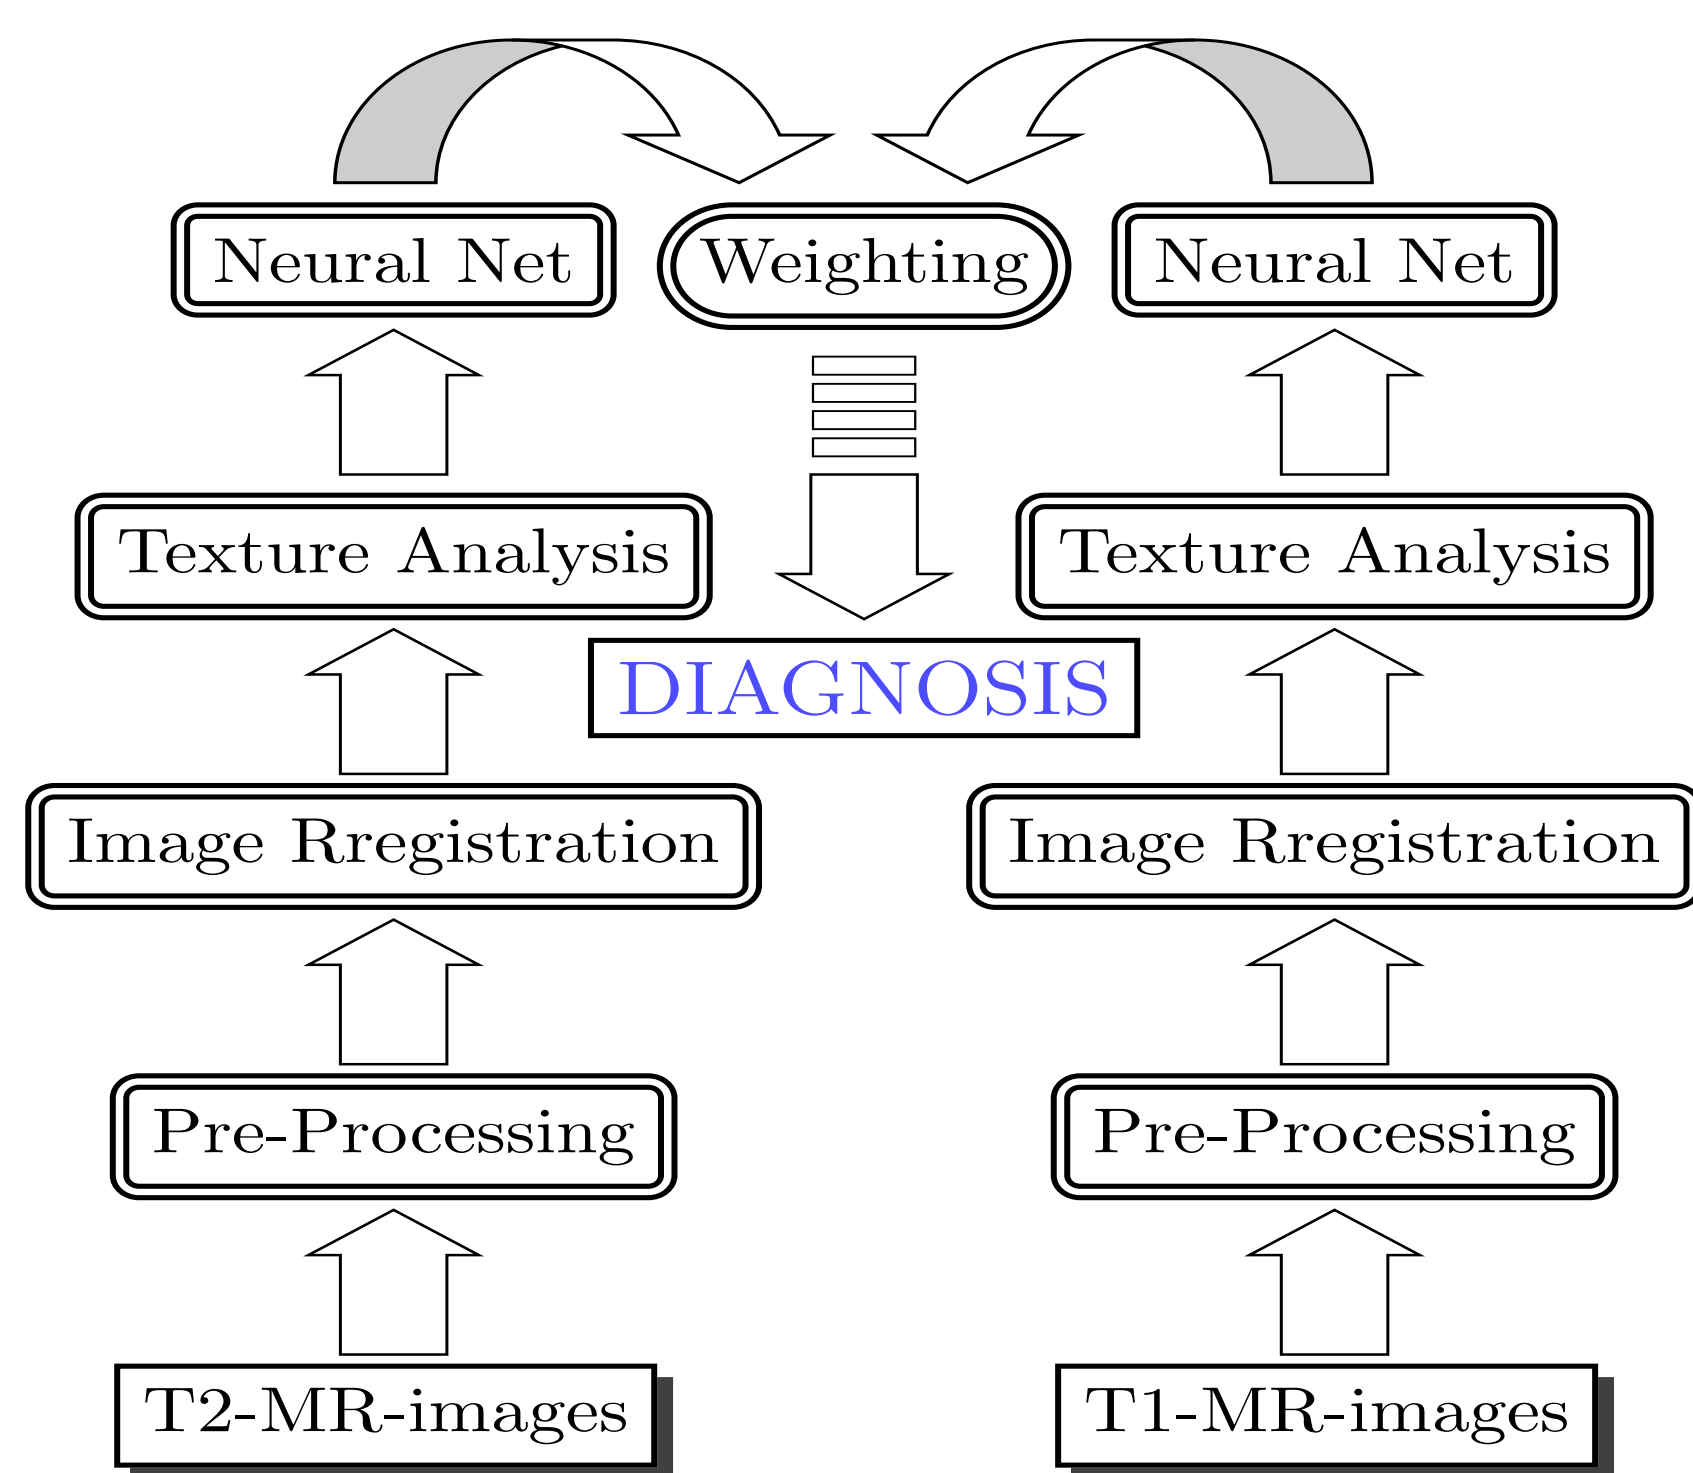 Neural Net
Weighting
Neural Net
Texture Analysis
Texture Analysis
DIAGNOSIS
Image Rregistration
Image Rregistration
Pre-Processing
Pre-Processing
T2-MR-images
T1-MR-images